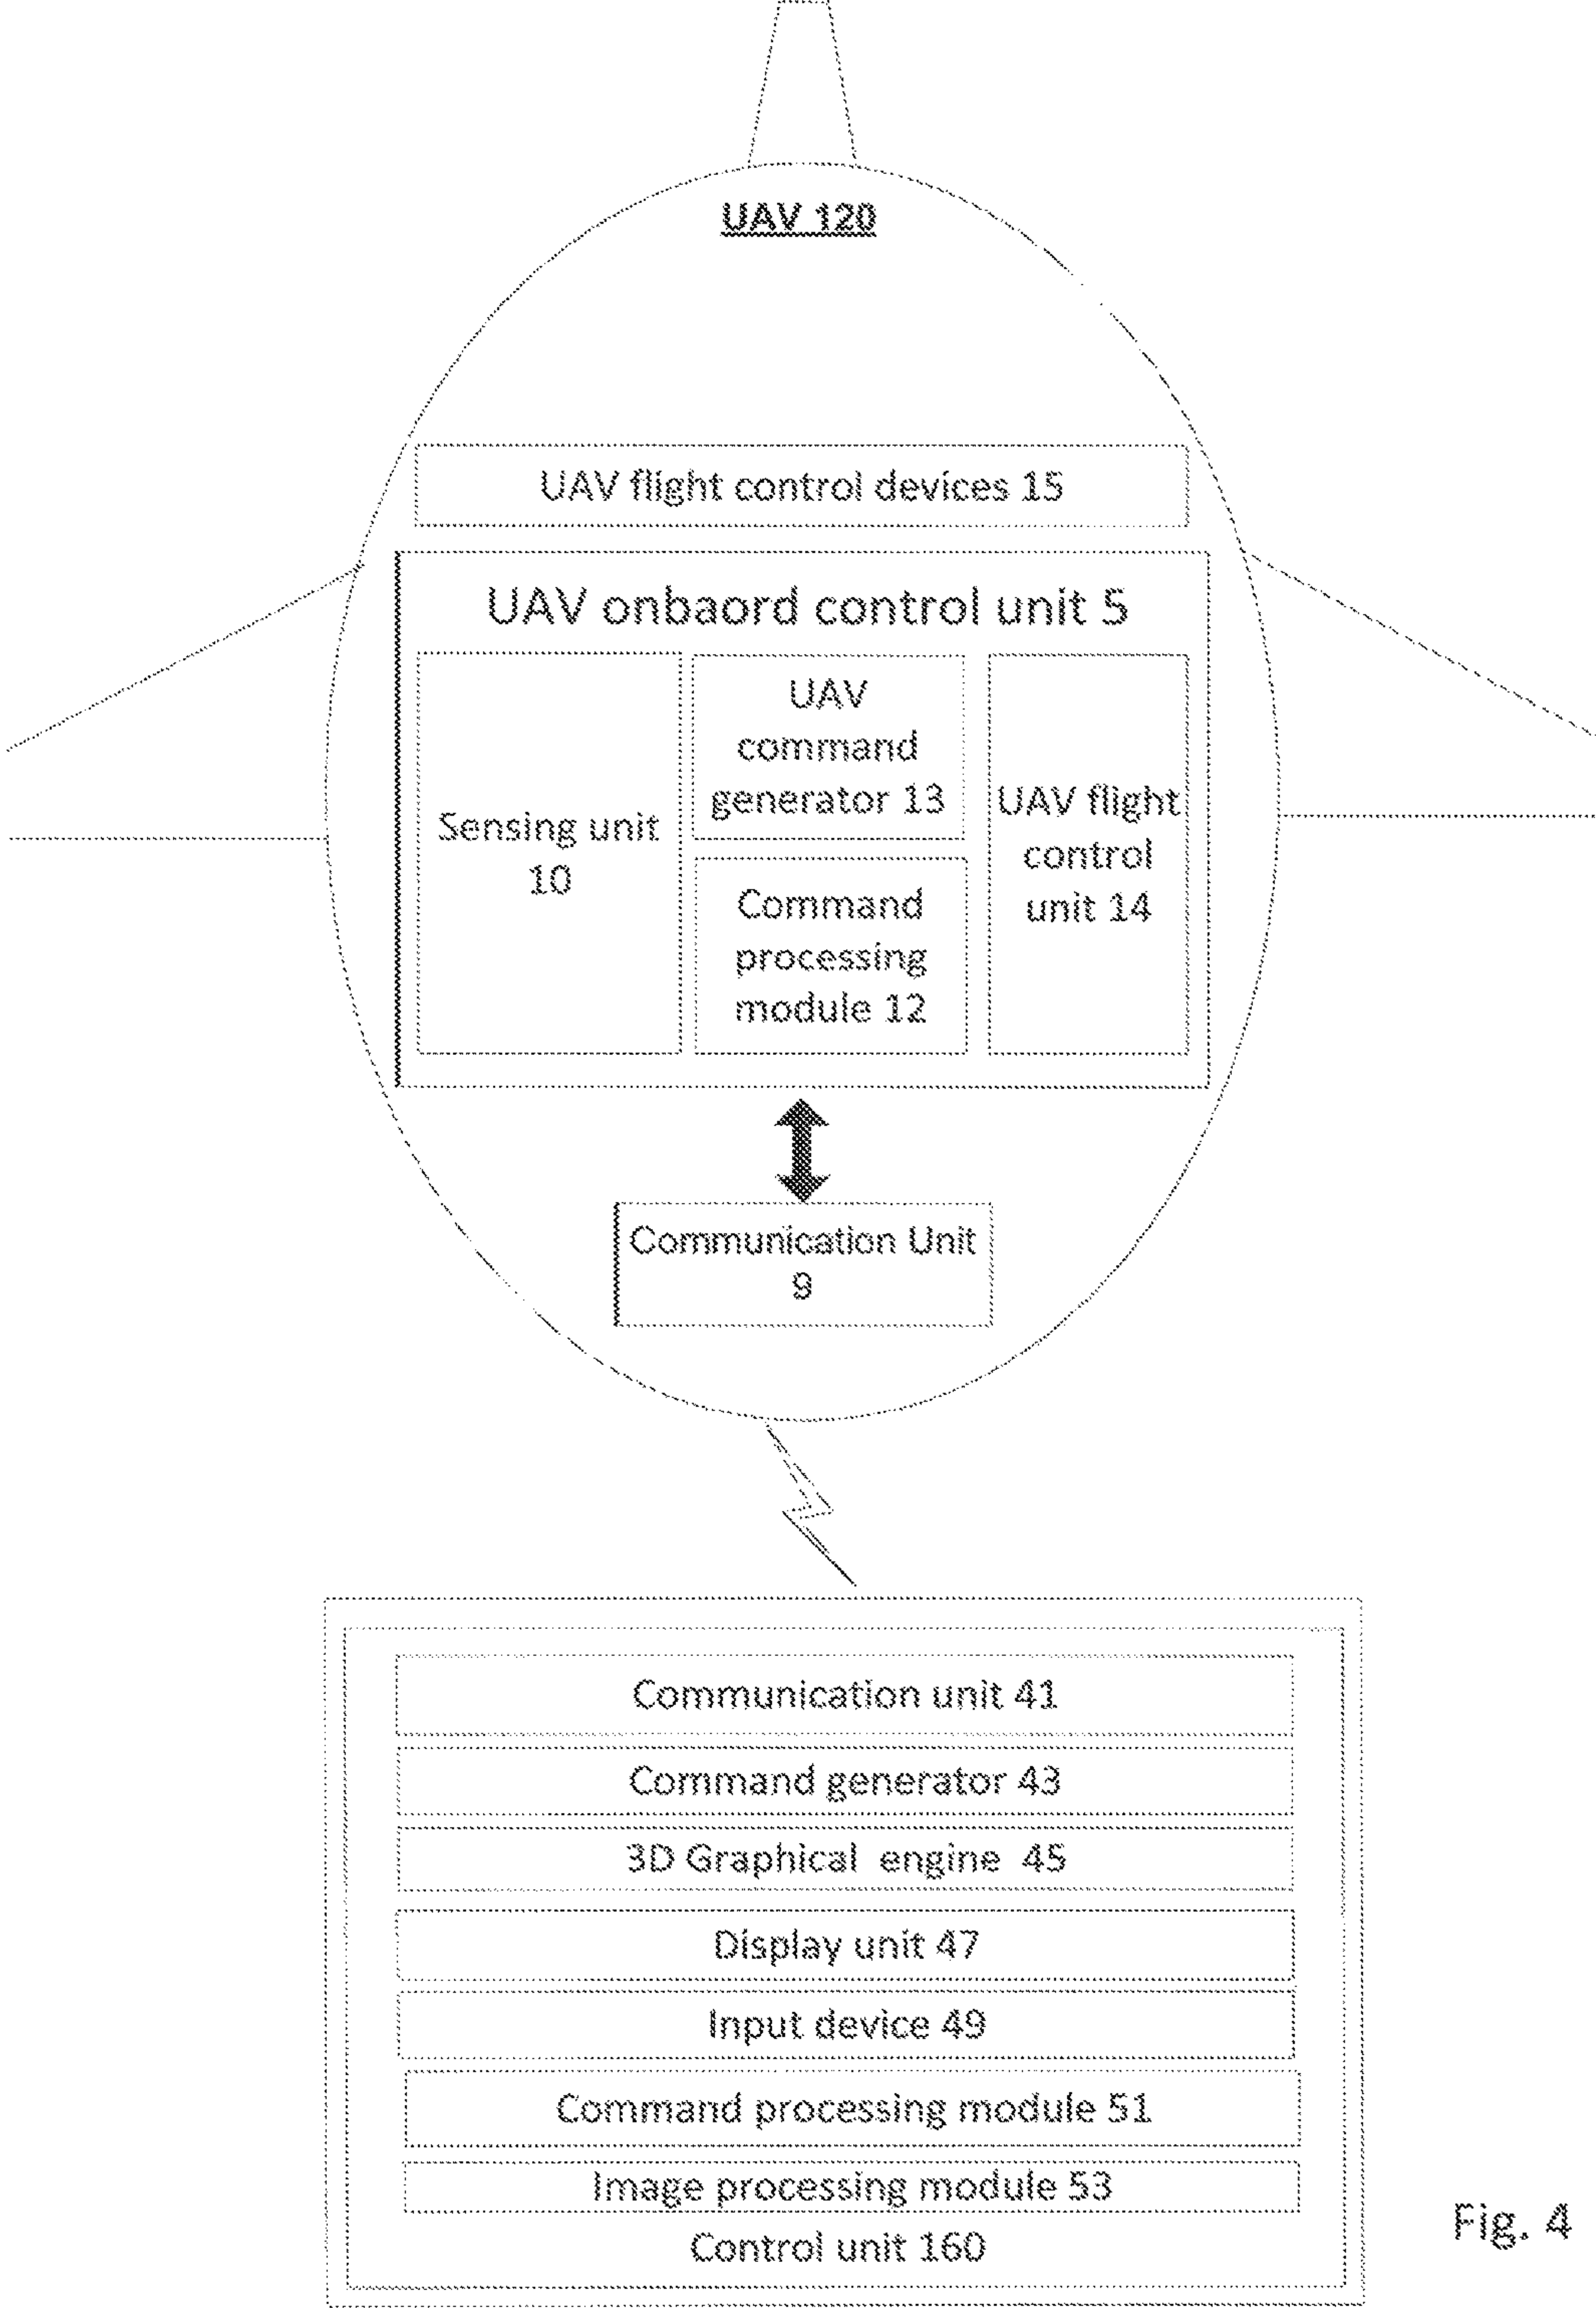 UAV 120
UAV flight control devices 15
UAV onbaord control unit 5
Sensing unit
10
UAV
command
generator 13
Command
processing
module 12
UAV flight
control
unit 14
Communication Unit
9
Communication unit 41
Command generator 43
3D Graphical engine 45
Display unit 47
Input device 49
Command processing module 51
Image processing module 53
Control unit 160
Fig. 4